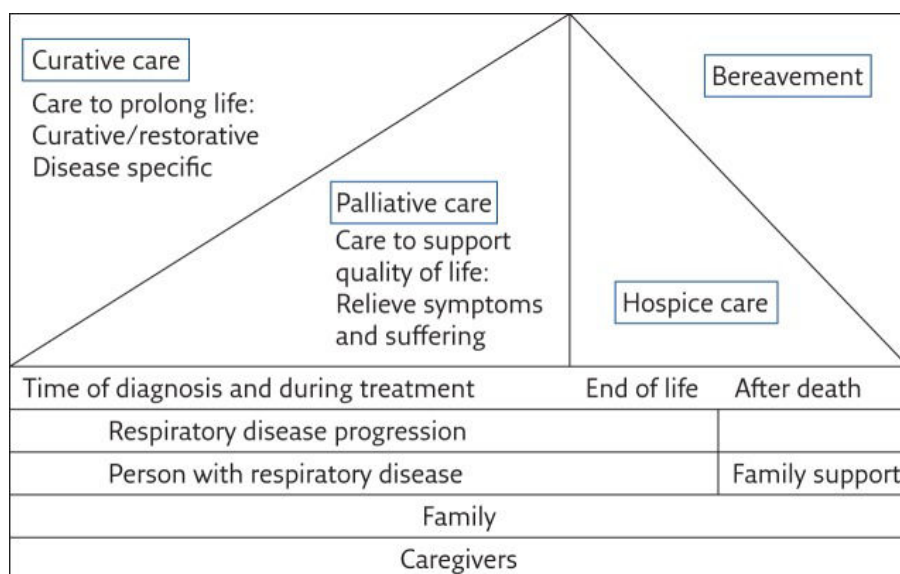 Curative care
Care to prolong life:
Curative/restorative
Disease specific
Palliative care
Care to support
quality of life:
Relieve symptoms
and suffering
Bereavement
Hospice care
Time of diagnosis and during treatment
End of life
After death
Respiratory disease progression
Person with respiratory disease
Family support
Family
Caregivers